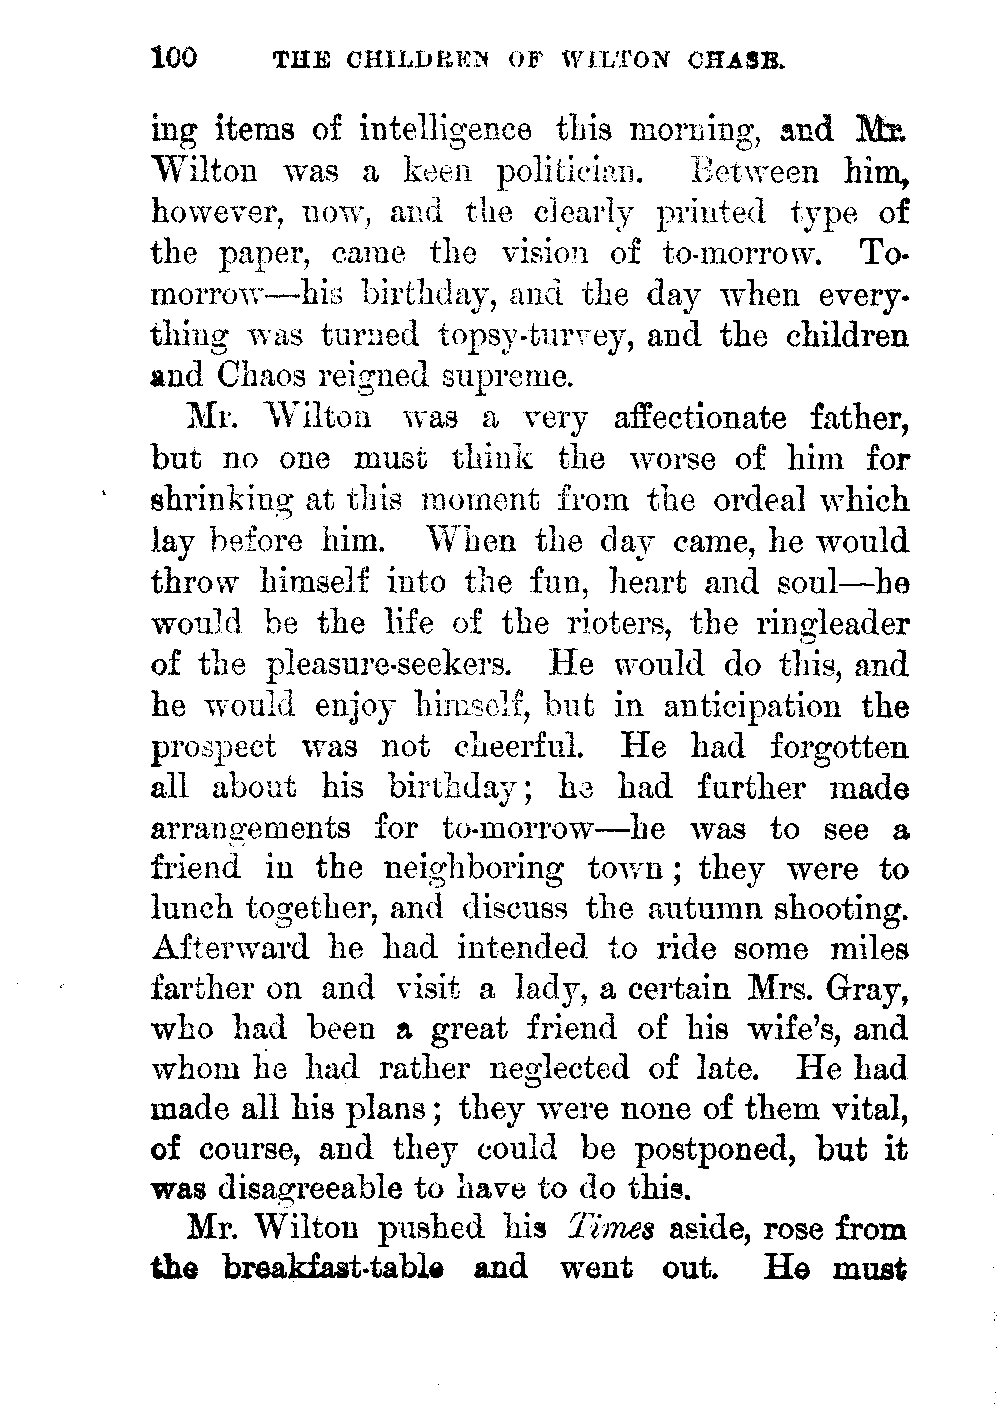 100 THE CHILDREN OF WILTON CHASE.
ing items of intelligence this morning, and Mr.
Wilton was a keen politician. Between him,
however, now, and the clearly printed type of
the paper, came the vision of to-morrow. To-
morrow—his birthday, and the day when every-
thing was turned topsy-turvey, and the children
and Chaos reigned supreme.
Mr. Wilton was a very affectionate father,
but no one must think the worse of him for
shrinking at this moment from the ordeal which
lay before him. When the day came, he would
throw himself into the fun, heart and soul—he
would be the life of the rioters, the ringleader
of the pleasure-seekers. He would do this, and
he would enjoy himself, but in anticipation the
prospect was not cheerful. He had forgotten
all about his birthday; he had further made
arrangements for to-morrow—he was to see a
friend in the neighboring town; they were to
lunch together, and discuss the autumn shooting.
Afterward he had intended to ride some miles
farther on and visit a lady, a certain Mrs. Gray,
who had been a great friend of his wife's, and
whom he had rather neglected of late. He had
made all his plans; they were none of them vital,
of course, and they could be postponed, but it
was disagreeable to have to do this.
Mr. Wilton pushed his Times aside, rose from
the breakfast-table and went out. He must